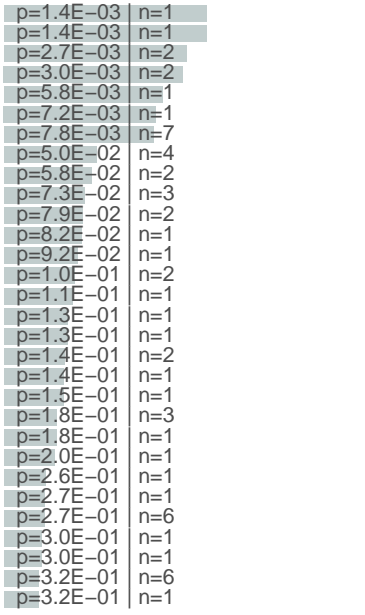 p=1.4E−03 | n=1
p=1.4E−03 | n=1
p=2.7E−03 | n=2
p=3.0E−03 | n=2
p=5.8E−03 | n=1
p=7.2E−03 | n=1
p=7.8E−03 | n=7
p=5.0E−02 | n=4
p=5.8E−02 | n=2
p=7.3E−02 | n=3
p=7.9E−02 | n=2
p=8.2E−02 | n=1
p=9.2E−02 | n=1
p=1.0E−01 | n=2
p=1.1E−01 | n=1
p=1.3E−01 | n=1
p=1.3E−01 | n=1
p=1.4E−01 | n=2
p=1.4E−01 | n=1
p=1.5E−01 | n=1
p=1.8E−01 | n=3
p=1.8E−01 | n=1
p=2.0E−01 | n=1
p=2.6E−01 | n=1
p=2.7E−01 | n=1
p=2.7E−01 | n=6
p=3.0E−01 | n=1
p=3.0E−01 | n=1
p=3.2E−01 | n=6
p=3.2E−01 | n=1